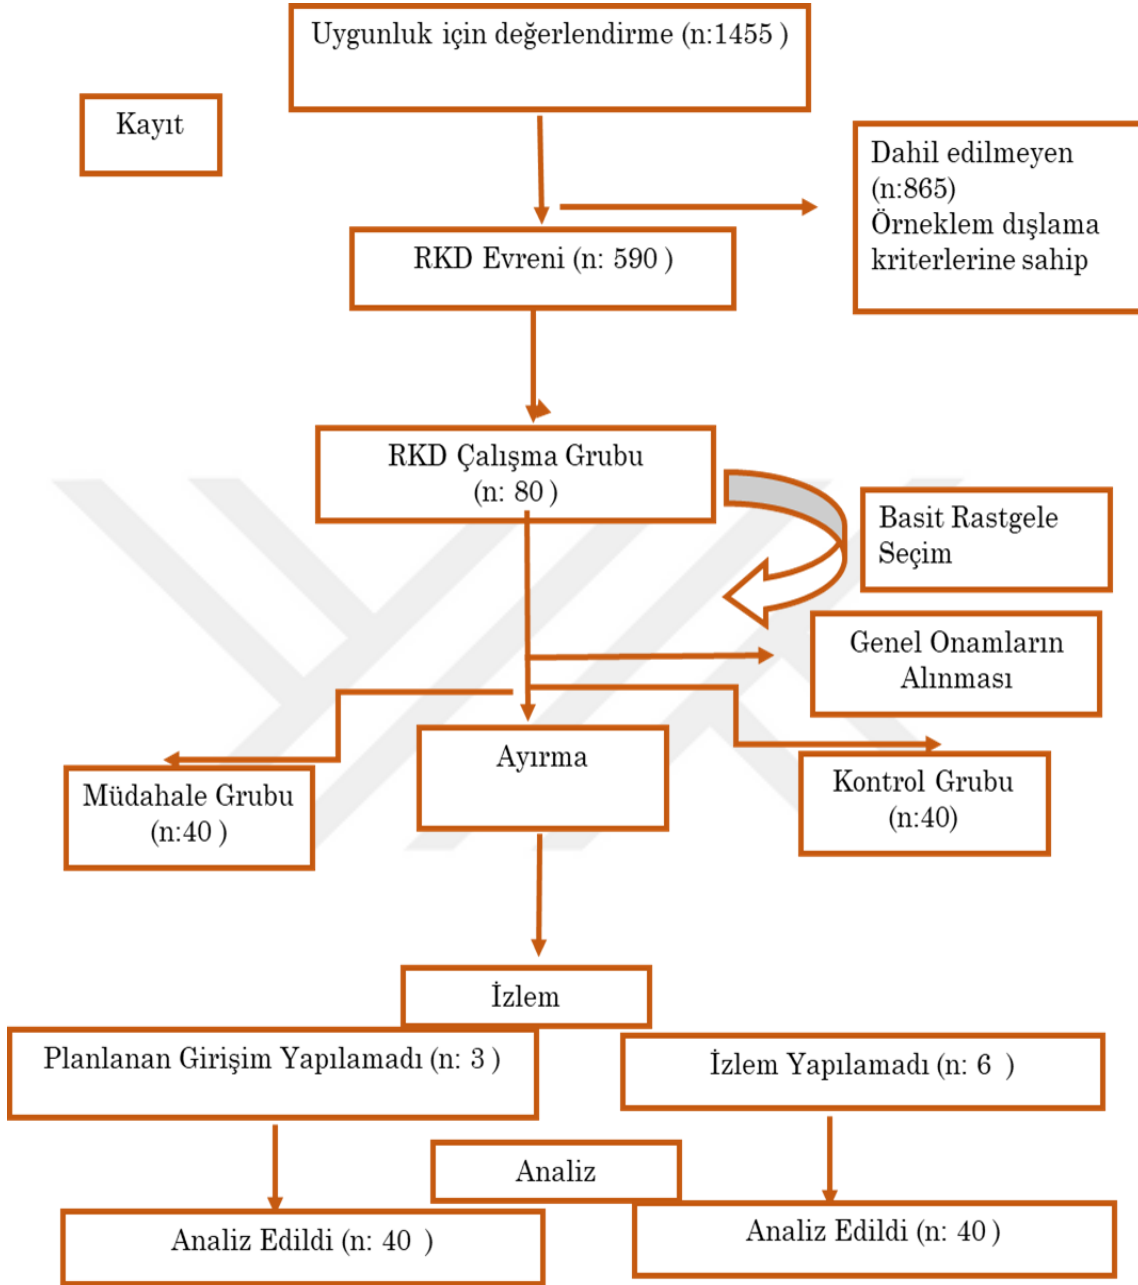 Uygunluk için değerlendirme (n:1455 )
Kayıt
Dahil edilmeyen
(n:865)
Örneklem dışlama
kriterlerine sahip
RKD Evreni (n: 590 )
RKD Çalışma Grubu
(n: 80 )
Basit Rastgele
Seçim
Genel Onamların
Alınması
Ayırma
Müdahale Grubu
(n:40 )
Kontrol Grubu
(n:40)
İzlem
Planlanan Girişim Yapılamadı (n: 3 )
İzlem Yapılamadı (n: 6 )
Analiz
Analiz Edildi (n: 40 )
Analiz Edildi (n: 40 )